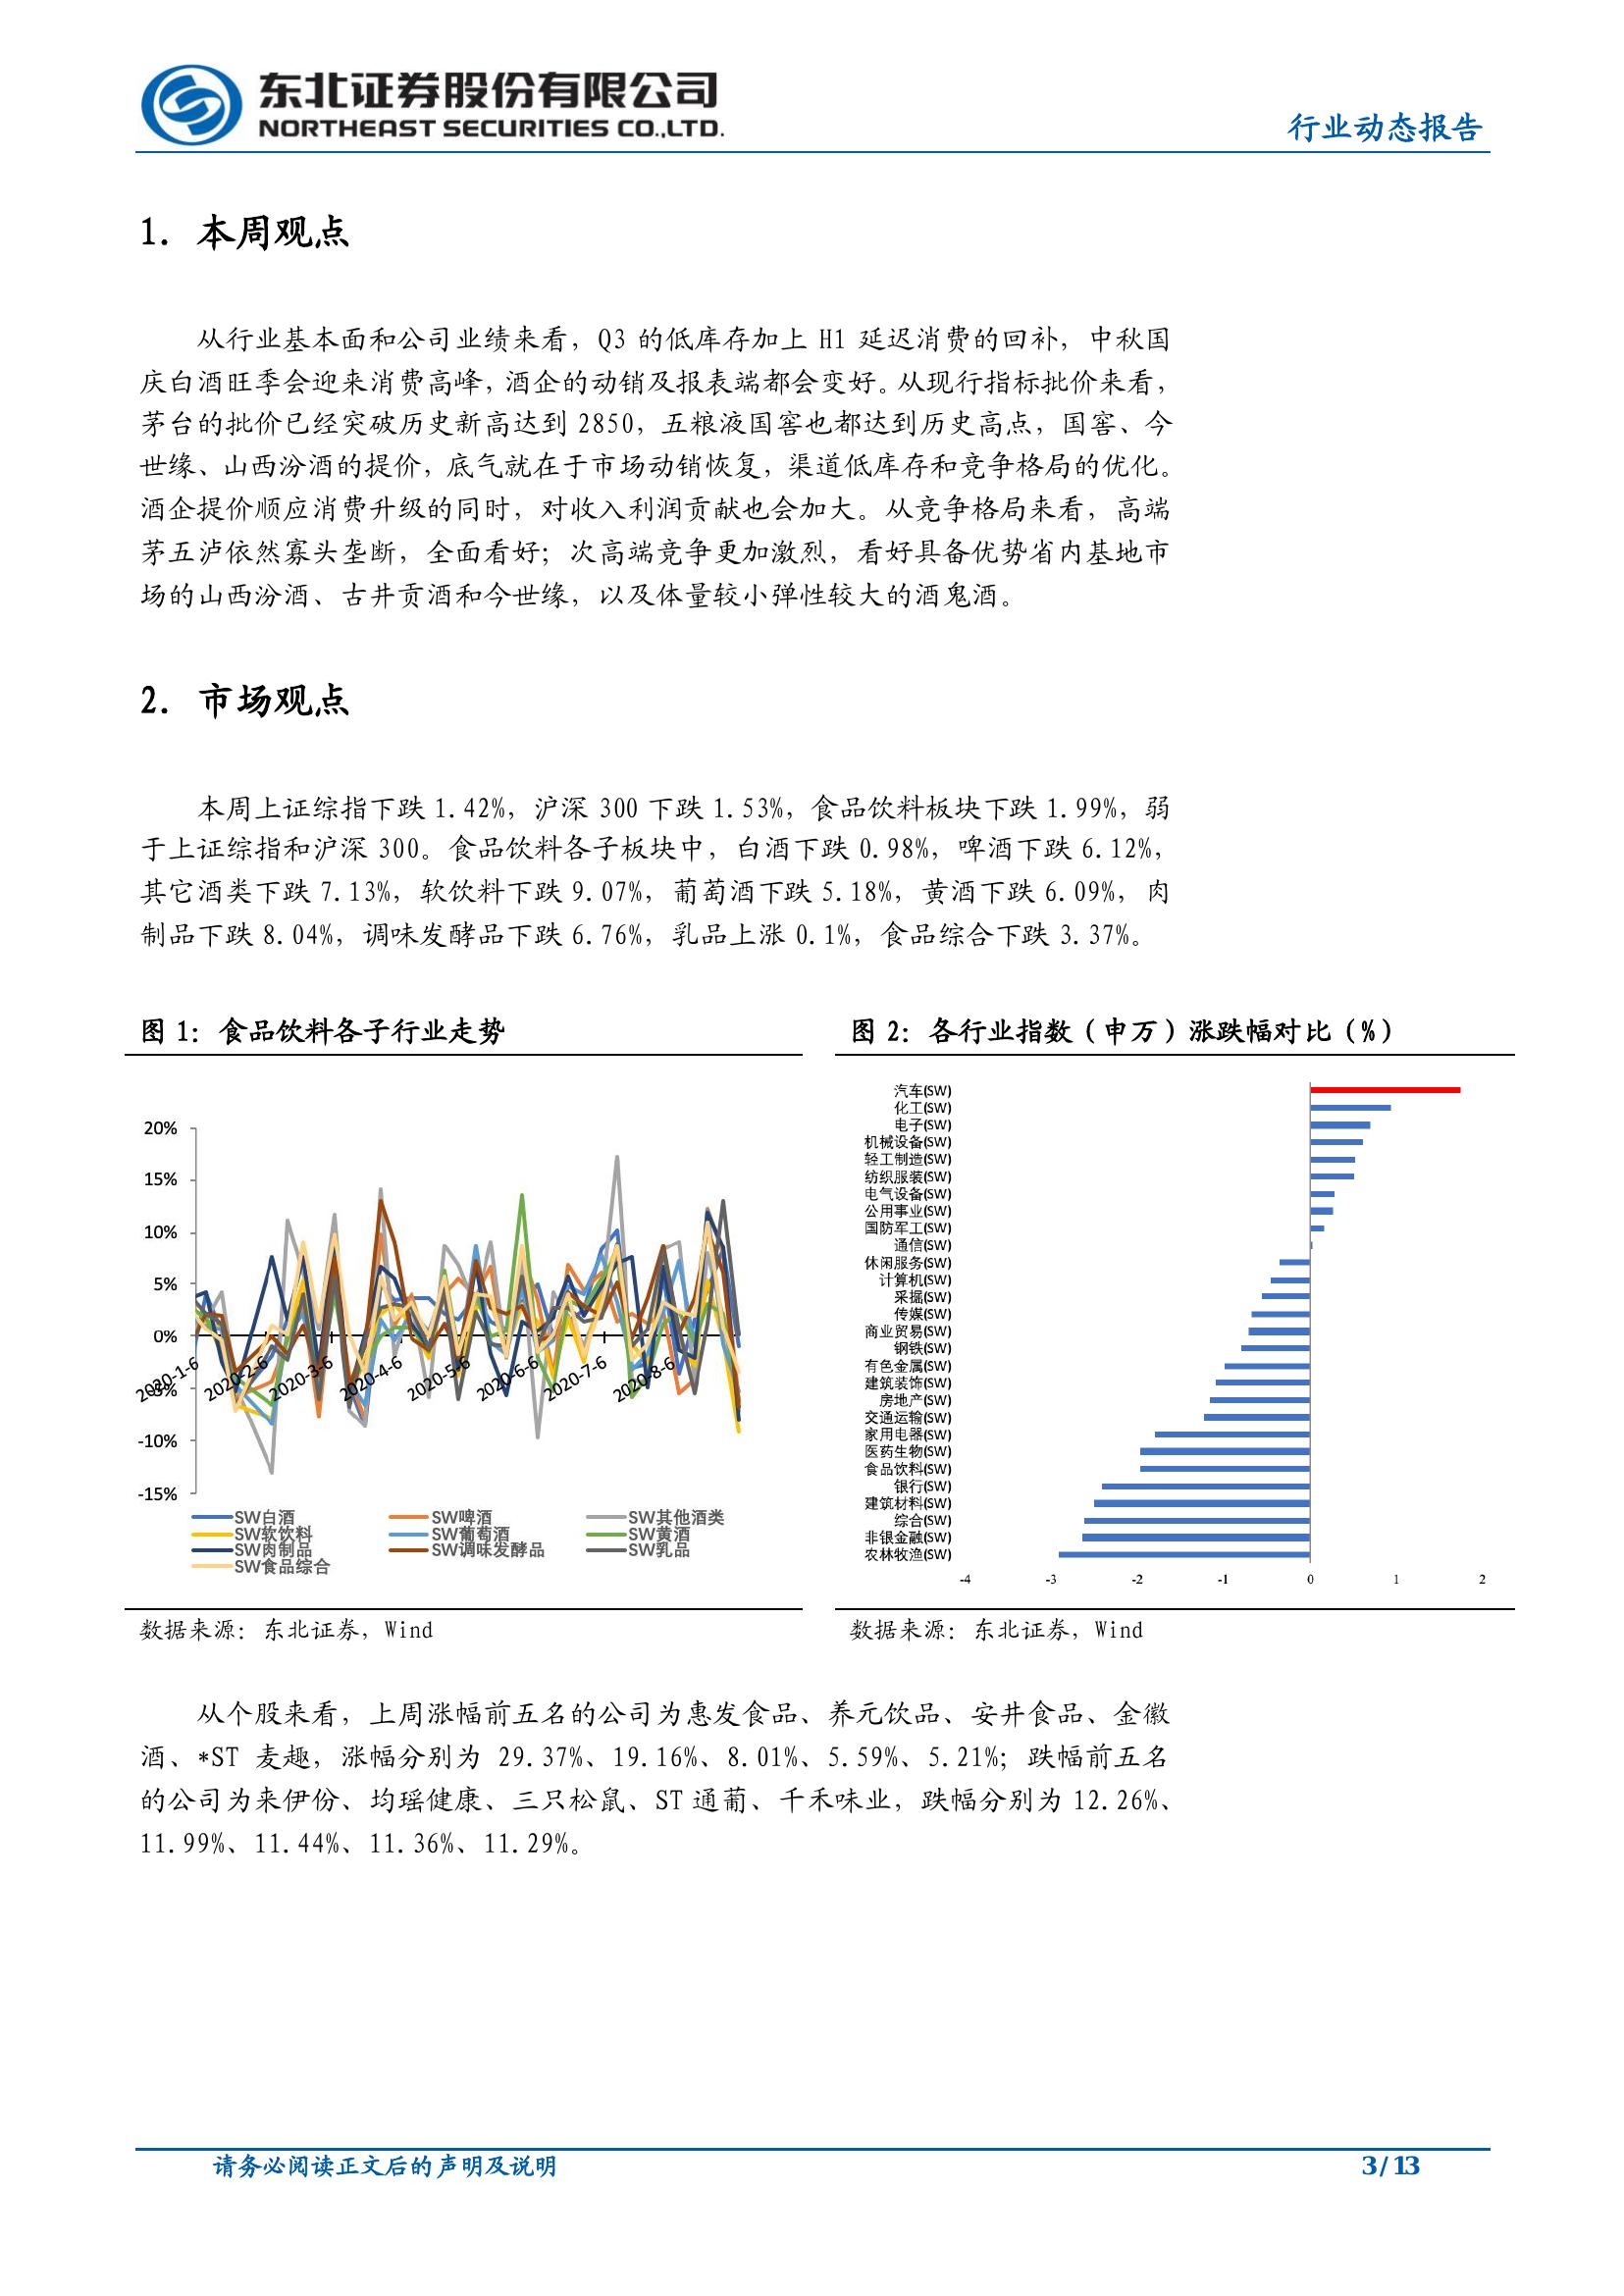 东北证券股份有限公司
NORTHEAST SECURITIES CO.,LTD.
行业动态报告
1. 本周观点
从行业基本面和公司业绩来看，Q3 的低库存加上 H1 延迟消费的回补，中秋国
庆白酒旺季会迎来消费高峰，酒企的动销及报表端都会变好。从现行指标批价来看，
茅台的批价已经突破历史新高达到 2850，五粮液国窖也都达到历史高点，国窖、今
世缘、山西汾酒的提价，底气就在于市场动销恢复，渠道低库存和竞争格局的优化。
酒企提价顺应消费升级的同时，对收入利润贡献也会加大。从竞争格局来看，高端
茅五泸依然寡头垄断，全面看好；次高端竞争更加激烈，看好具备优势省内基地市
场的山西汾酒、古井贡酒和今世缘，以及体量较小弹性较大的酒鬼酒。
2. 市场观点
本周上证综指下跌 1.42%，沪深 300 下跌 1.53%，食品饮料板块下跌 1.99%，弱
于上证综指和沪深 300。食品饮料各子板块中，白酒下跌 0.98%，啤酒下跌 6.12%，
其它酒类下跌 7.13%，软饮料下跌 9.07%，葡萄酒下跌 5.18%，黄酒下跌 6.09%，肉
制品下跌 8.04%，调味发酵品下跌 6.76%，乳品上涨 0.1%，食品综合下跌 3.37%。
图 1：食品饮料各子行业走势
20%
15%
10%
5%
0%
-5%
-10%
-15%
2020-1-6
2020-2-6
2020-3-6
2020-4-6
2020-5-6
2020-6-6
2020-7-6
2020-8-6
SW白酒
SW啤酒
SW其他酒类
SW软饮料
SW葡萄酒
SW黄酒
SW肉制品
SW调味发酵品
SW乳品
SW食品综合
数据来源：东北证券，Wind
图 2：各行业指数（申万）涨跌幅对比（%）
汽车(SW)
化工(SW)
电子(SW)
机械设备(SW)
轻工制造(SW)
纺织服装(SW)
电气设备(SW)
公用事业(SW)
国防军工(SW)
通信(SW)
休闲服务(SW)
计算机(SW)
采掘(SW)
传媒(SW)
商业贸易(SW)
钢铁(SW)
有色金属(SW)
建筑装饰(SW)
房地产(SW)
交通运输(SW)
家用电器(SW)
医药生物(SW)
食品饮料(SW)
银行(SW)
建筑材料(SW)
综合(SW)
非银金融(SW)
农林牧渔(SW)
-4 -3 -2 -1 0 1 2
数据来源：东北证券，Wind
从个股来看，上周涨幅前五名的公司为惠发食品、养元饮品、安井食品、金徽
酒、*ST 麦趣，涨幅分别为 29.37%、19.16%、8.01%、5.59%、5.21%；跌幅前五名
的公司为来伊份、均瑶健康、三只松鼠、ST 通葡、千禾味业，跌幅分别为 12.26%、
11.99%、11.44%、11.36%、11.29%。
请务必阅读正文后的声明及说明
3 / 13